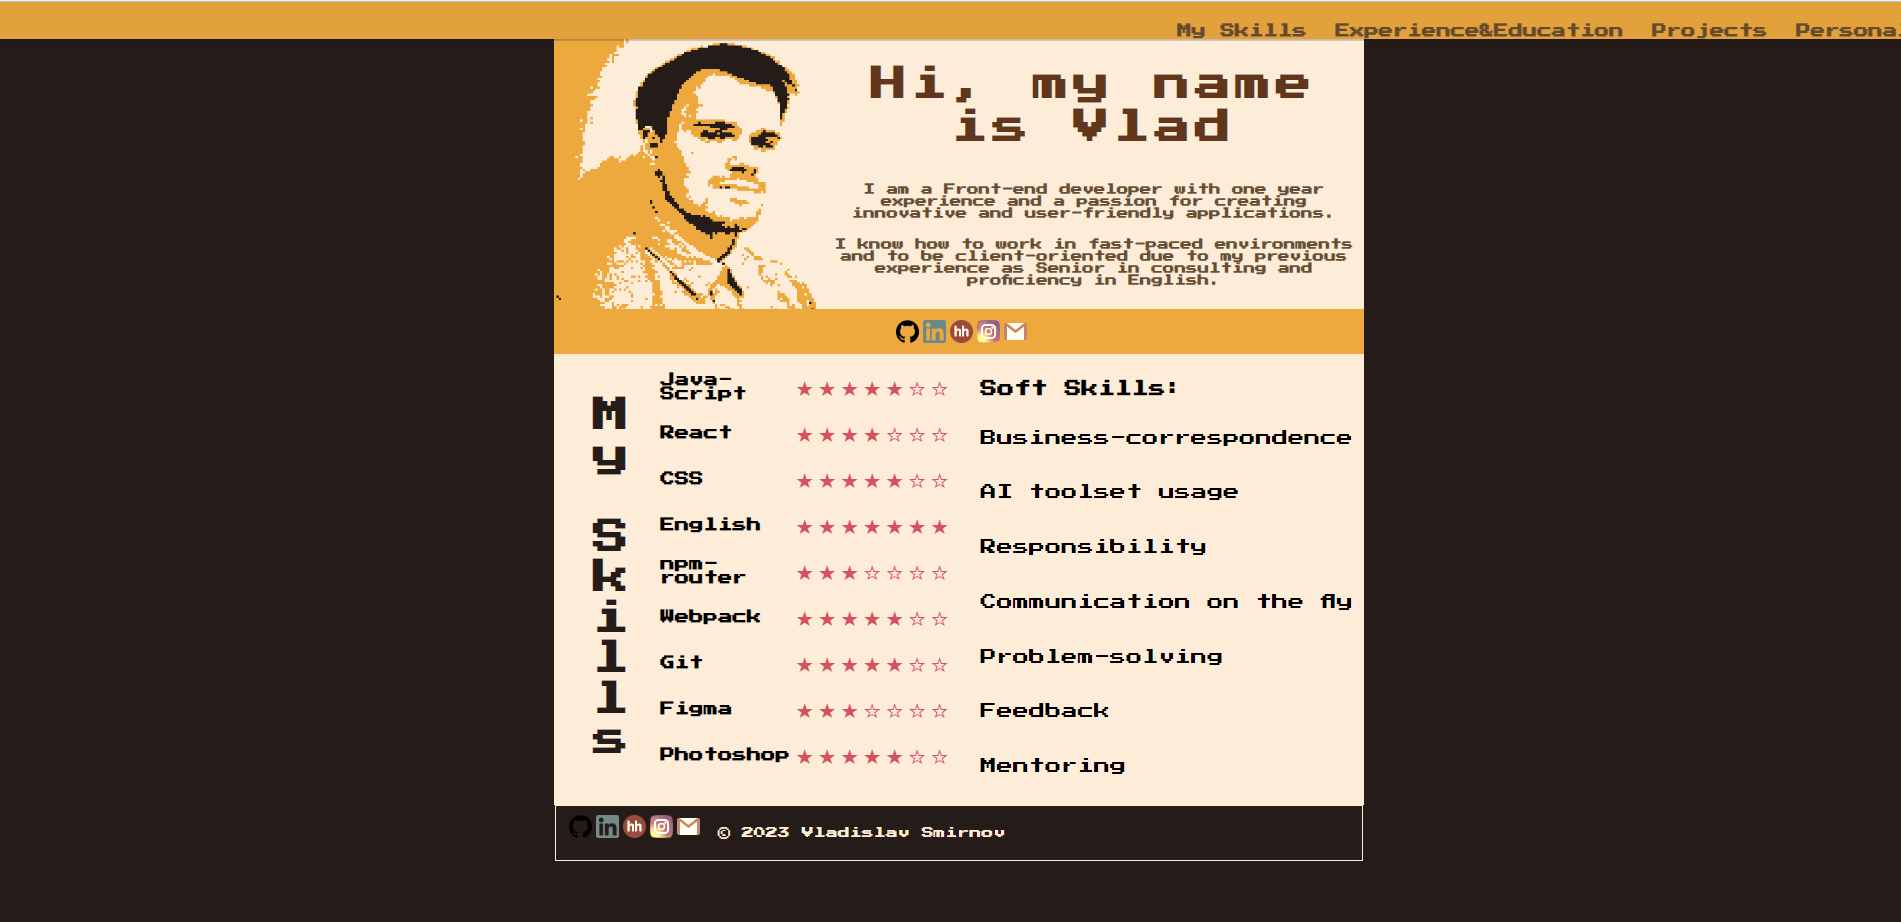 My Skills Experience&Education Projects Persona
Hi, my name
is Vlad
I am a Front-end developer with one year
experience and a passion for creating
innovative and user-friendly applications.
I know how to work in fast-paced environments
and to be client-oriented due to my previous
experience as Senior in consulting and
proficiency in English.
in hh
My Skills
Java-
Script ★★★★★☆☆
React ★★★★☆☆☆
CSS ★★★★★☆☆
English ★★★★★★★
npm-
router ★★★☆☆☆☆
Webpack ★★★★★☆☆
Git ★★★★★☆☆
Figma ★★★☆☆☆☆
Photoshop ★★★★★☆☆
Soft Skills:
Business-correspondence
AI toolset usage
Responsibility
Communication on the fly
Problem-solving
Feedback
Mentoring
in hh © 2023 Vladislav Smirnov